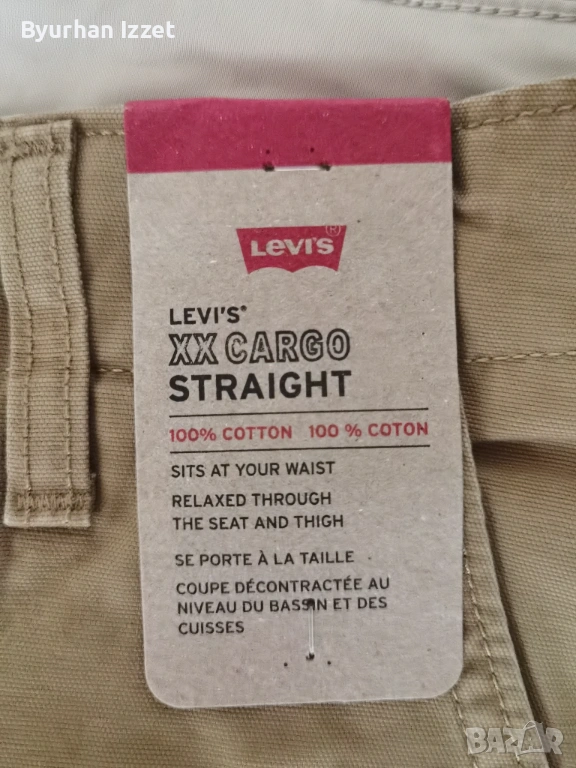 Byurhan Izzet
LEVI'S ®
LEVI'S®
XX CARGO
STRAIGHT
100% COTTON 100 % COTON
SITS AT YOUR WAIST
RELAXED THROUGH
THE SEAT AND THIGH
SE PORTE À LA TAILLE
COUPE DÉCONTRACTÉE AU
NIVEAU DU BASSIN ET DES
CUISSES
BAZAR